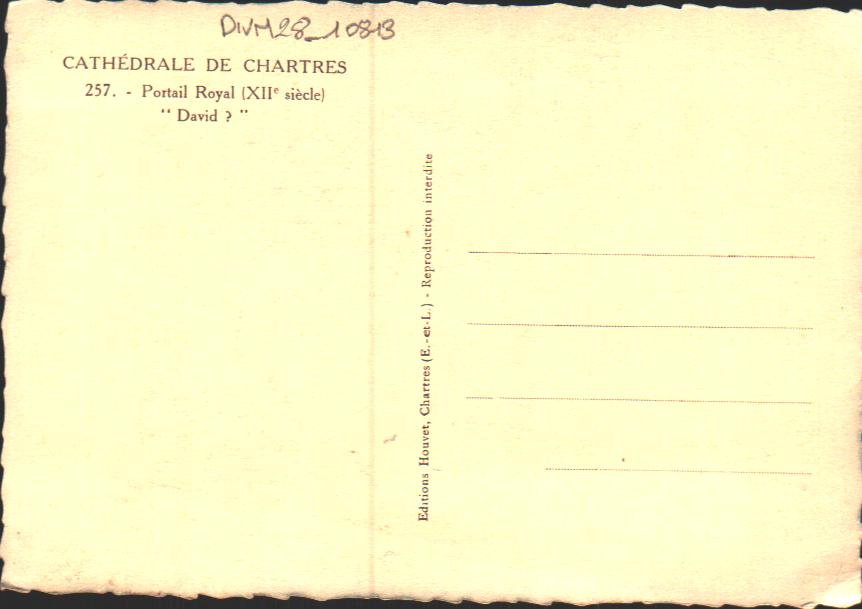 DIVM28_10813
CATHÉDRALE DE CHARTRES
257. - Portail Royal (XIIe siècle)
“ David ? ”
Editions Houvet, Chartres (E.-et-L.) - Reproduction interdite